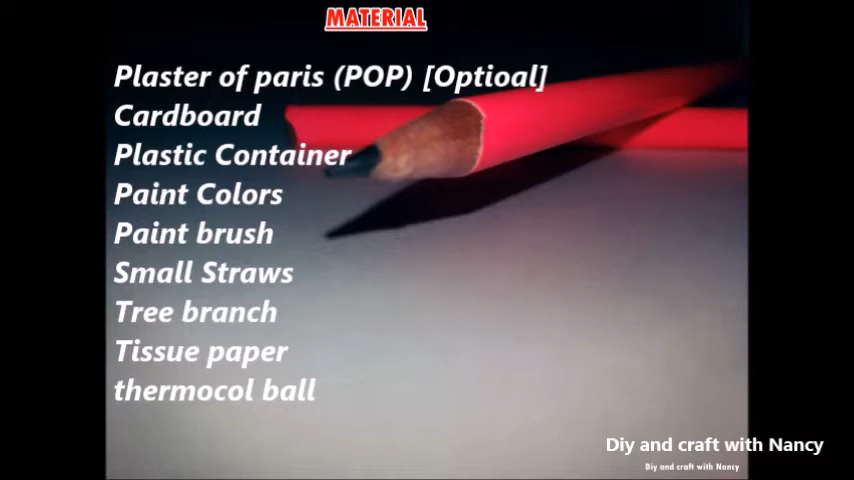 MATERIAL
Plaster of paris (POP) [Optioal]
Cardboard
Plastic Container
Paint Colors
Paint brush
Small Straws
Tree branch
Tissue paper
thermocol ball
Diy and craft with Nancy
Diy and craft with Nancy